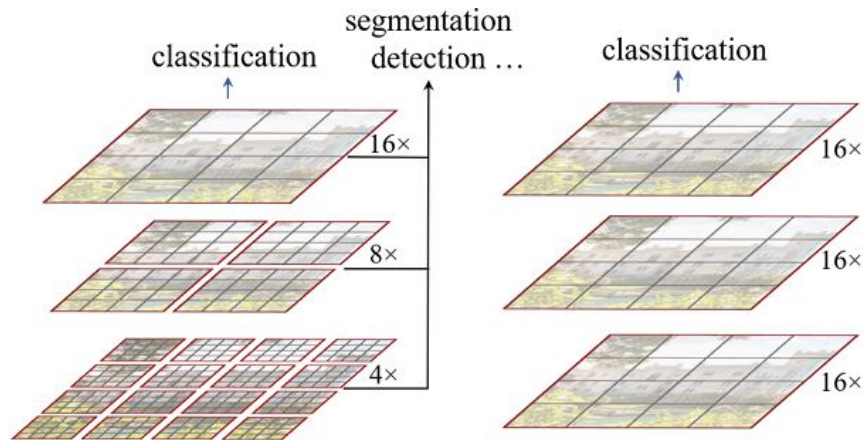 segmentation
classification
detection …
classification
16×
16×
8×
16×
4×
16×